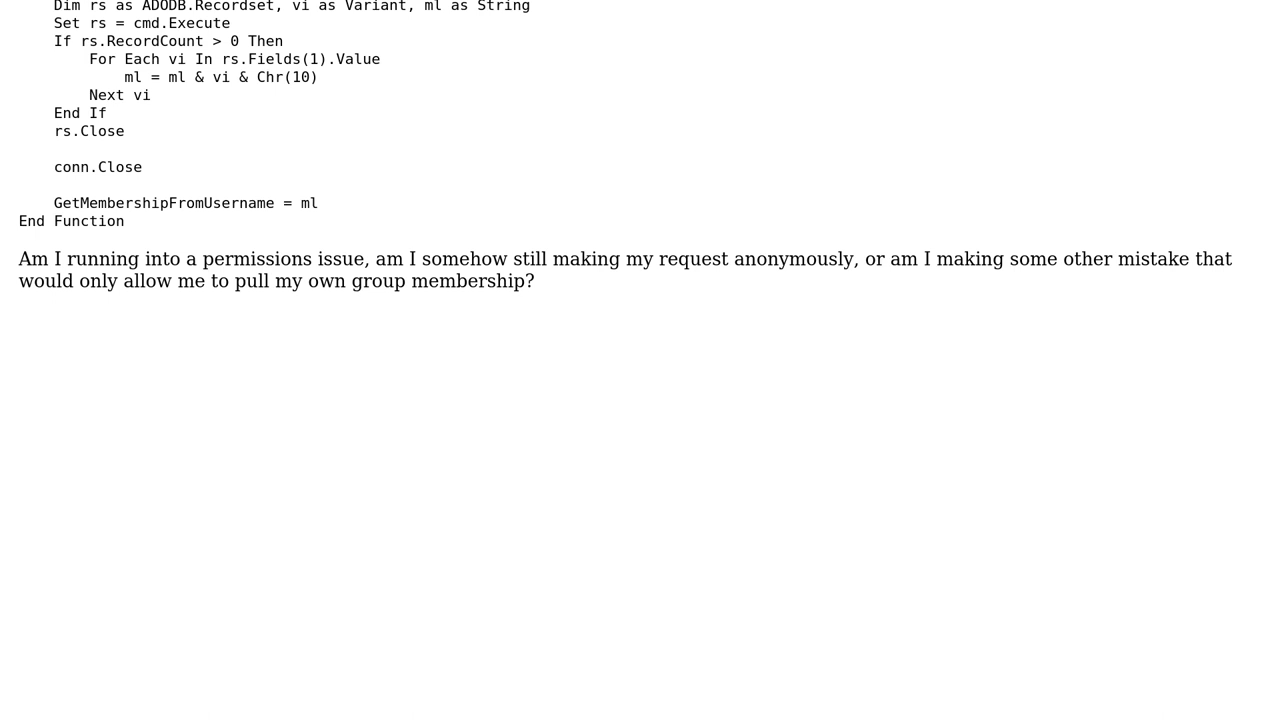 Dim rs as ADODB.Recordset, vi as Variant, ml as String
    Set rs = cmd.Execute
    If rs.RecordCount > 0 Then
        For Each vi In rs.Fields(1).Value
            ml = ml & vi & Chr(10)
        Next vi
    End If
    rs.Close

    conn.Close

    GetMembershipFromUsername = ml
End Function
Am I running into a permissions issue, am I somehow still making my request anonymously, or am I making some other mistake that
would only allow me to pull my own group membership?